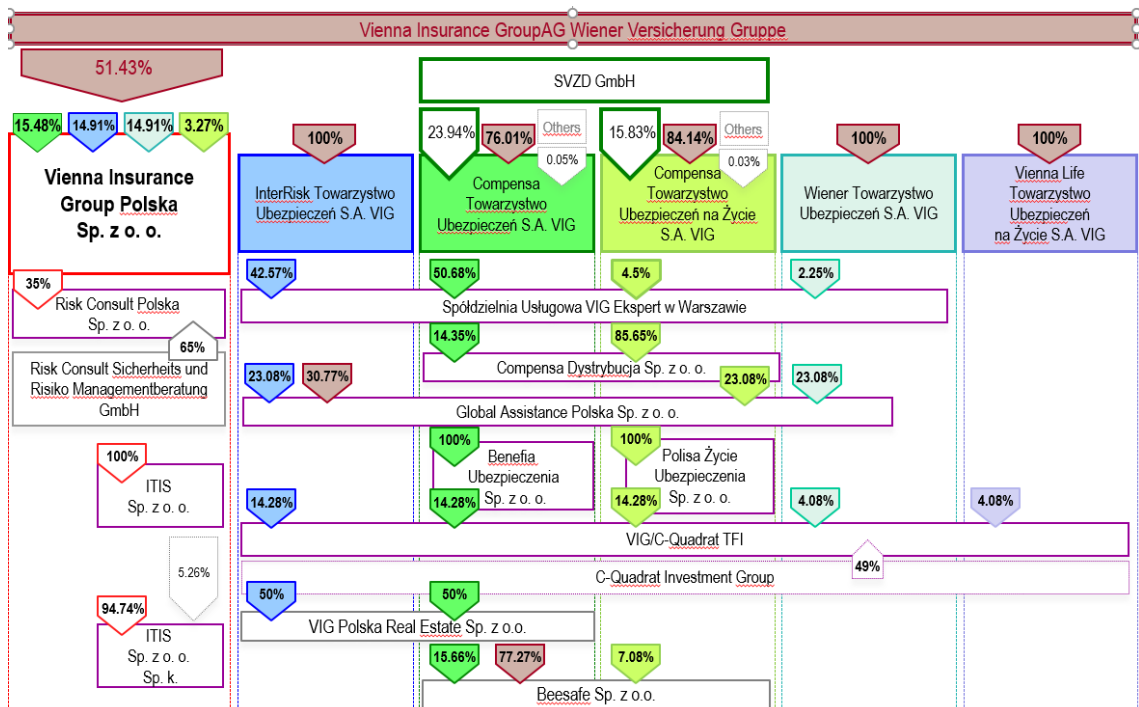 Vienna Insurance GroupAG Wiener Versicherung Gruppe
51.43%
SVZD GmbH
15.48%
14.91%
14.91%
3.27%
100%
23.94%
76.01%
Others
0.05%
15.83%
84.14%
Others
0.03%
100%
100%
Vienna Insurance
Group Polska
Sp. z o. o.
InterRisk Towarzystwo
Ubezpieczeń S.A. VIG
Compensa
Towarzystwo
Ubezpieczeń S.A. VIG
Compensa
Towarzystwo
Ubezpieczeń na Życie
S.A. VIG
Wiener Towarzystwo
Ubezpieczeń S.A. VIG
Vienna Life
Towarzystwo
Ubezpieczeń
na Życie S.A. VIG
35%
Risk Consult Polska
Sp. z o. o.
65%
Risk Consult Sicherheits und
Risiko Managementberatung
GmbH
42.57%
50.68%
4.5%
2.25%
Spółdzielnia Usługowa VIG Ekspert w Warszawie
14.35%
85.65%
Compensa Dystrybucja Sp. z o. o.
23.08%
30.77%
23.08%
23.08%
Global Assistance Polska Sp. z o. o.
100%
Benefia
Ubezpieczenia
Sp. z o. o.
100%
Polisa Życie
Ubezpieczenia
Sp. z o. o.
100%
ITIS
Sp. z o. o.
14.28%
14.28%
14.28%
4.08%
4.08%
VIG/C-Quadrat TFI
49%
C-Quadrat Investment Group
5.26%
94.74%
ITIS
Sp. z o. o.
Sp. k.
50%
50%
VIG Polska Real Estate Sp. z o.o.
15.66%
77.27%
7.08%
Beesafe Sp. z o.o.